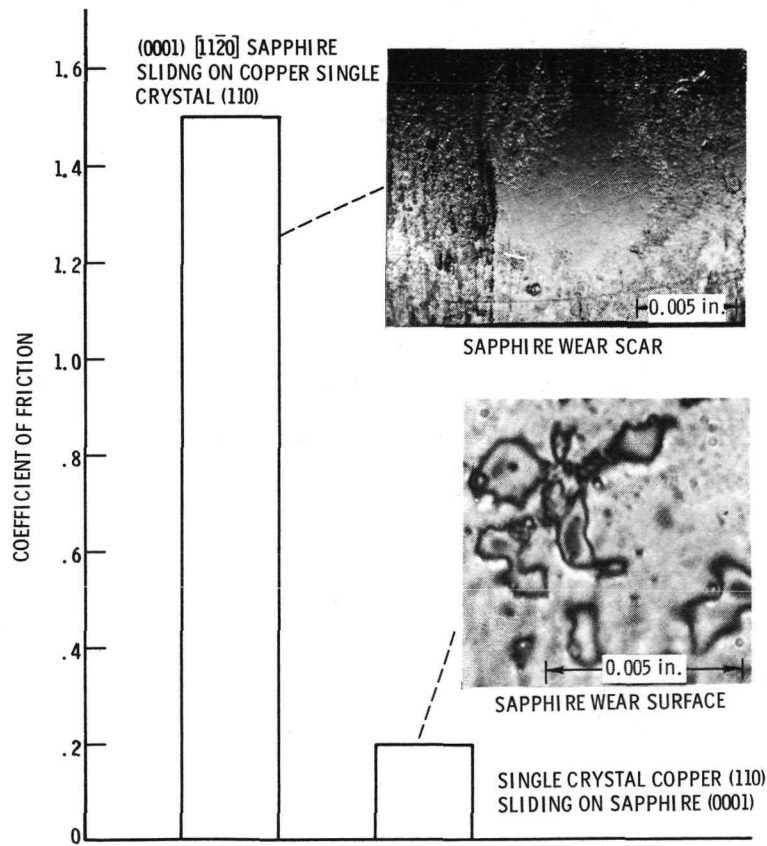 (0001) [112̄0] SAPPHIRE
SLIDNG ON COPPER SINGLE
CRYSTAL (110)
1.6
1.4
1.2
1.0
.8
.6
.4
.2
0
COEFFICIENT OF FRICTION
0.005 in.
SAPPHIRE WEAR SCAR
0.005 in.
SAPPHIRE WEAR SURFACE
SINGLE CRYSTAL COPPER (110)
SLIDING ON SAPPHIRE (0001)